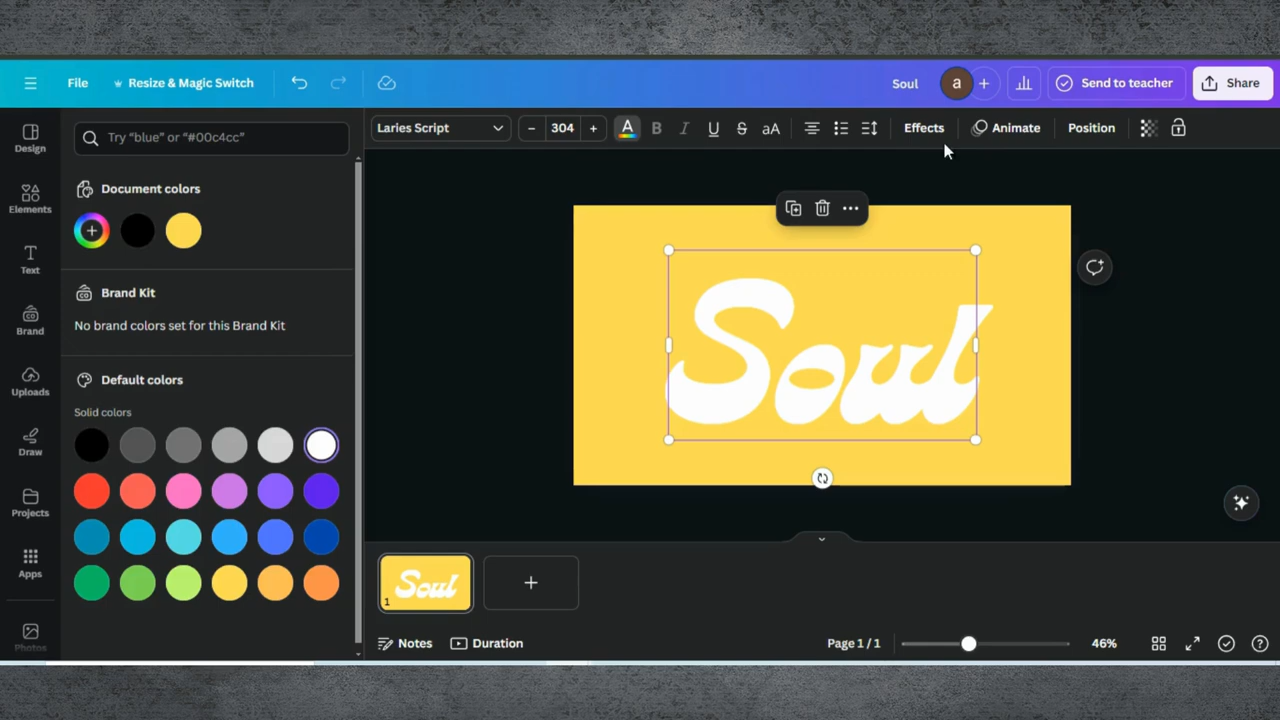 File Resize & Magic Switch Soul a Send to teacher Share
Design
Elements
Text
Brand
Uploads
Draw
Projects
Apps
Photos
Try “blue” or “#00c4cc”
Document colors
Brand Kit
No brand colors set for this Brand Kit
Default colors
Solid colors
Laries Script 304 A B I U S aA Effects Animate Position
Soul
Soul
1
Notes Duration Page 1 / 1 46%